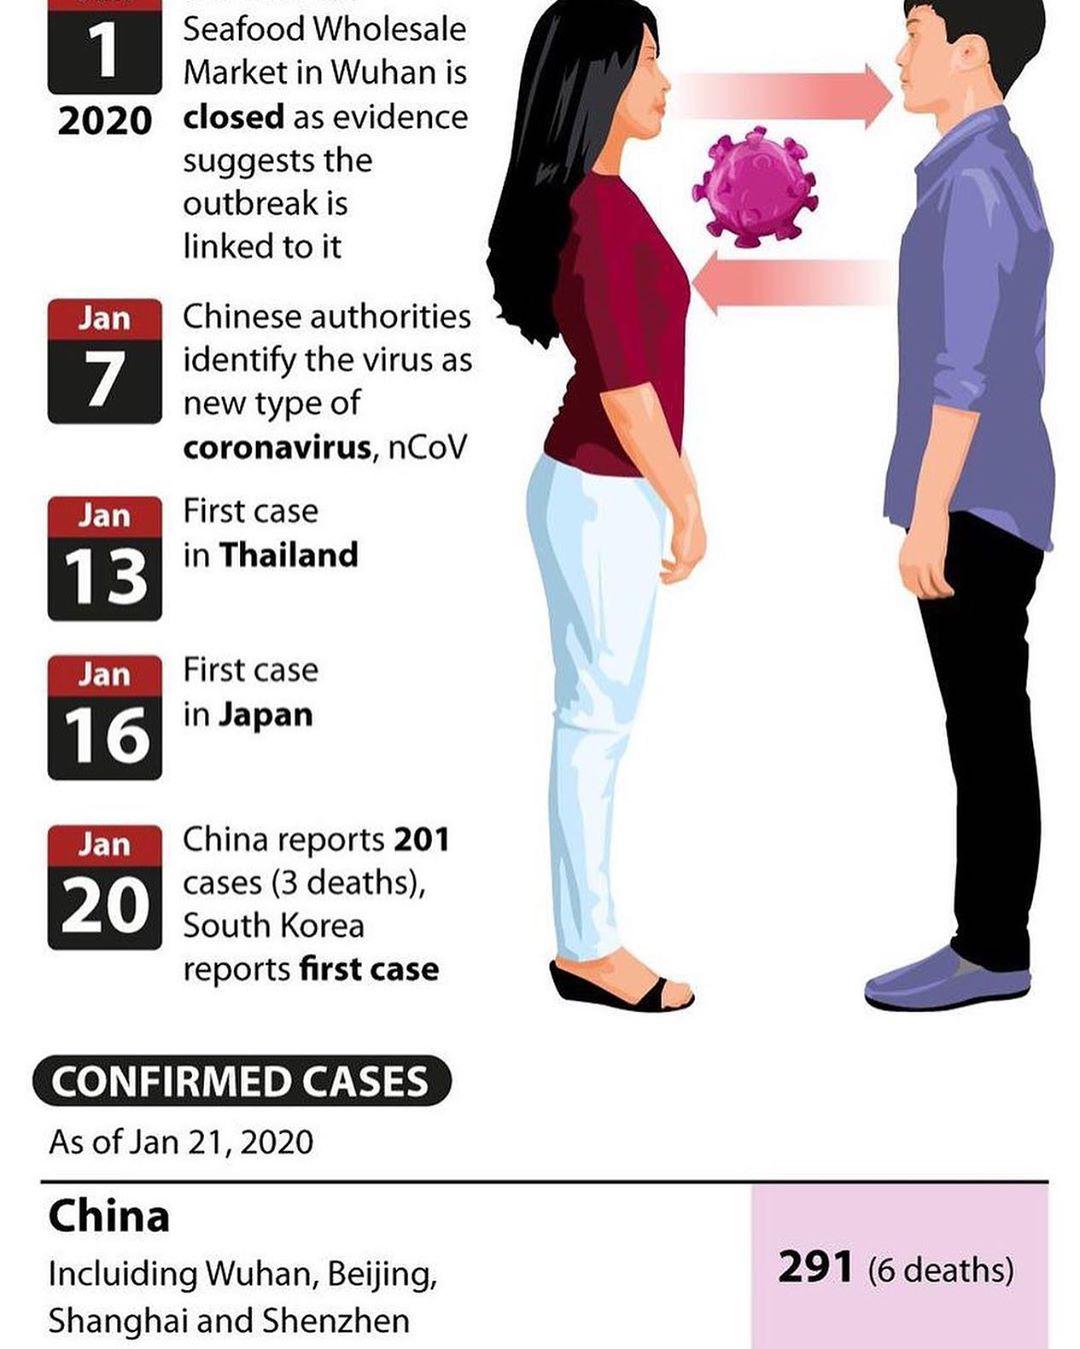 1
2020
Seafood Wholesale
Market in Wuhan is
closed as evidence
suggests the
outbreak is
linked to it
Jan
7
Chinese authorities
identify the virus as
new type of
coronavirus, nCoV
Jan
13
First case
in Thailand
Jan
16
First case
in Japan
Jan
20
China reports 201
cases (3 deaths),
South Korea
reports first case
CONFIRMED CASES
As of Jan 21, 2020
China
Incluiding Wuhan, Beijing,
Shanghai and Shenzhen
291 (6 deaths)